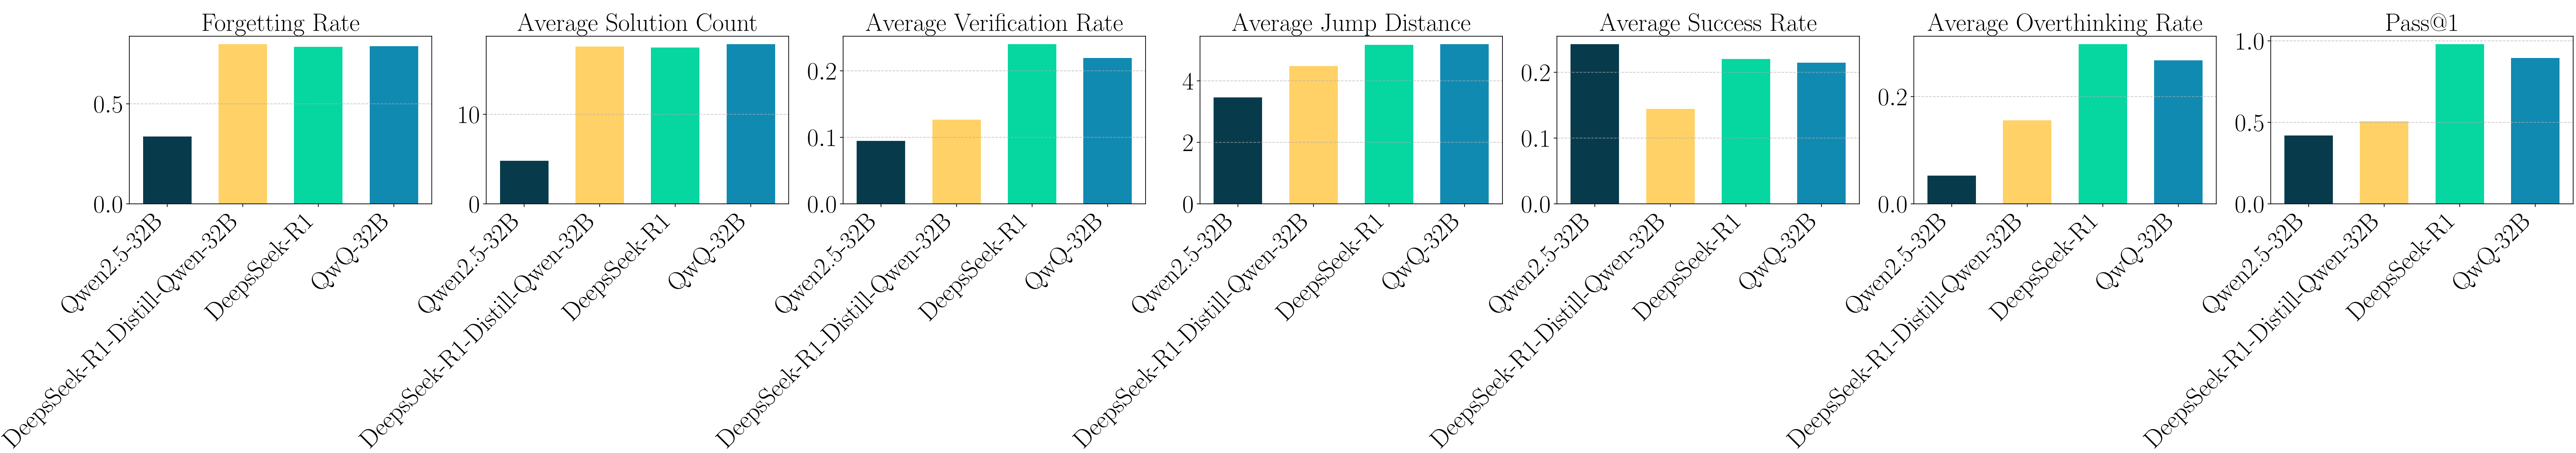 Forgetting Rate
0.5
0.0
Qwen2.5-32B
DeepsSeek-R1-Distill-Qwen-32B
DeepsSeek-R1
QwQ-32B
Average Solution Count
10
0
Qwen2.5-32B
DeepsSeek-R1-Distill-Qwen-32B
DeepsSeek-R1
QwQ-32B
Average Verification Rate
0.2
0.1
0.0
Qwen2.5-32B
DeepsSeek-R1-Distill-Qwen-32B
DeepsSeek-R1
QwQ-32B
Average Jump Distance
4
2
0
Qwen2.5-32B
DeepsSeek-R1-Distill-Qwen-32B
DeepsSeek-R1
QwQ-32B
Average Success Rate
0.2
0.1
0.0
Qwen2.5-32B
DeepsSeek-R1-Distill-Qwen-32B
DeepsSeek-R1
QwQ-32B
Average Overthinking Rate
0.2
0.0
Qwen2.5-32B
DeepsSeek-R1-Distill-Qwen-32B
DeepsSeek-R1
QwQ-32B
Pass@1
1.0
0.5
0.0
Qwen2.5-32B
DeepsSeek-R1-Distill-Qwen-32B
DeepsSeek-R1
QwQ-32B